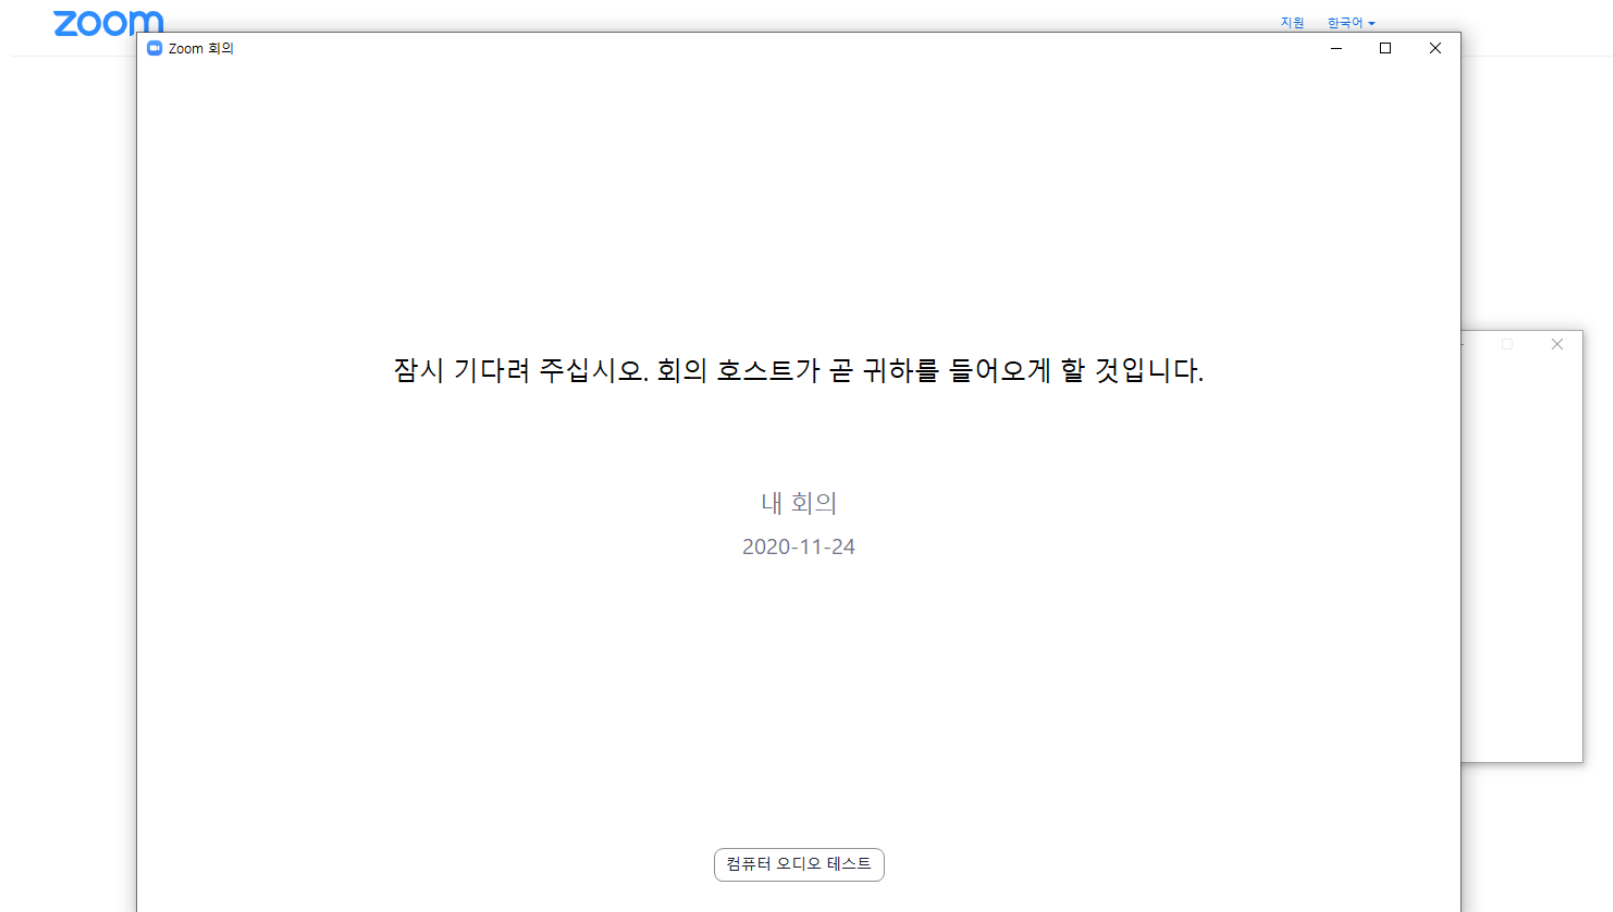 zoom
지원 한국어
Zoom 회의
잠시 기다려 주십시오. 회의 호스트가 곧 귀하를 들어오게 할 것입니다.
내 회의
2020-11-24
컴퓨터 오디오 테스트